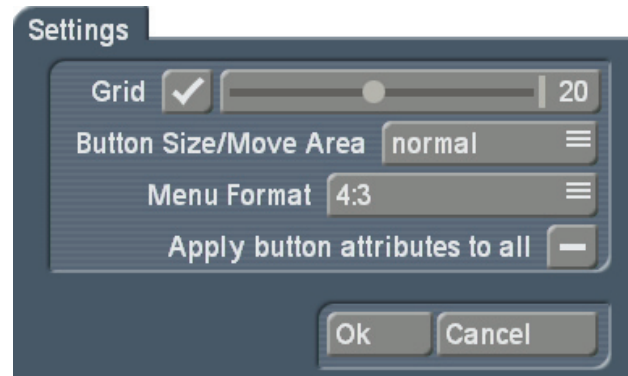 Settings
Grid 20
Button Size/Move Area normal
Menu Format 4:3
Apply button attributes to all
Ok Cancel